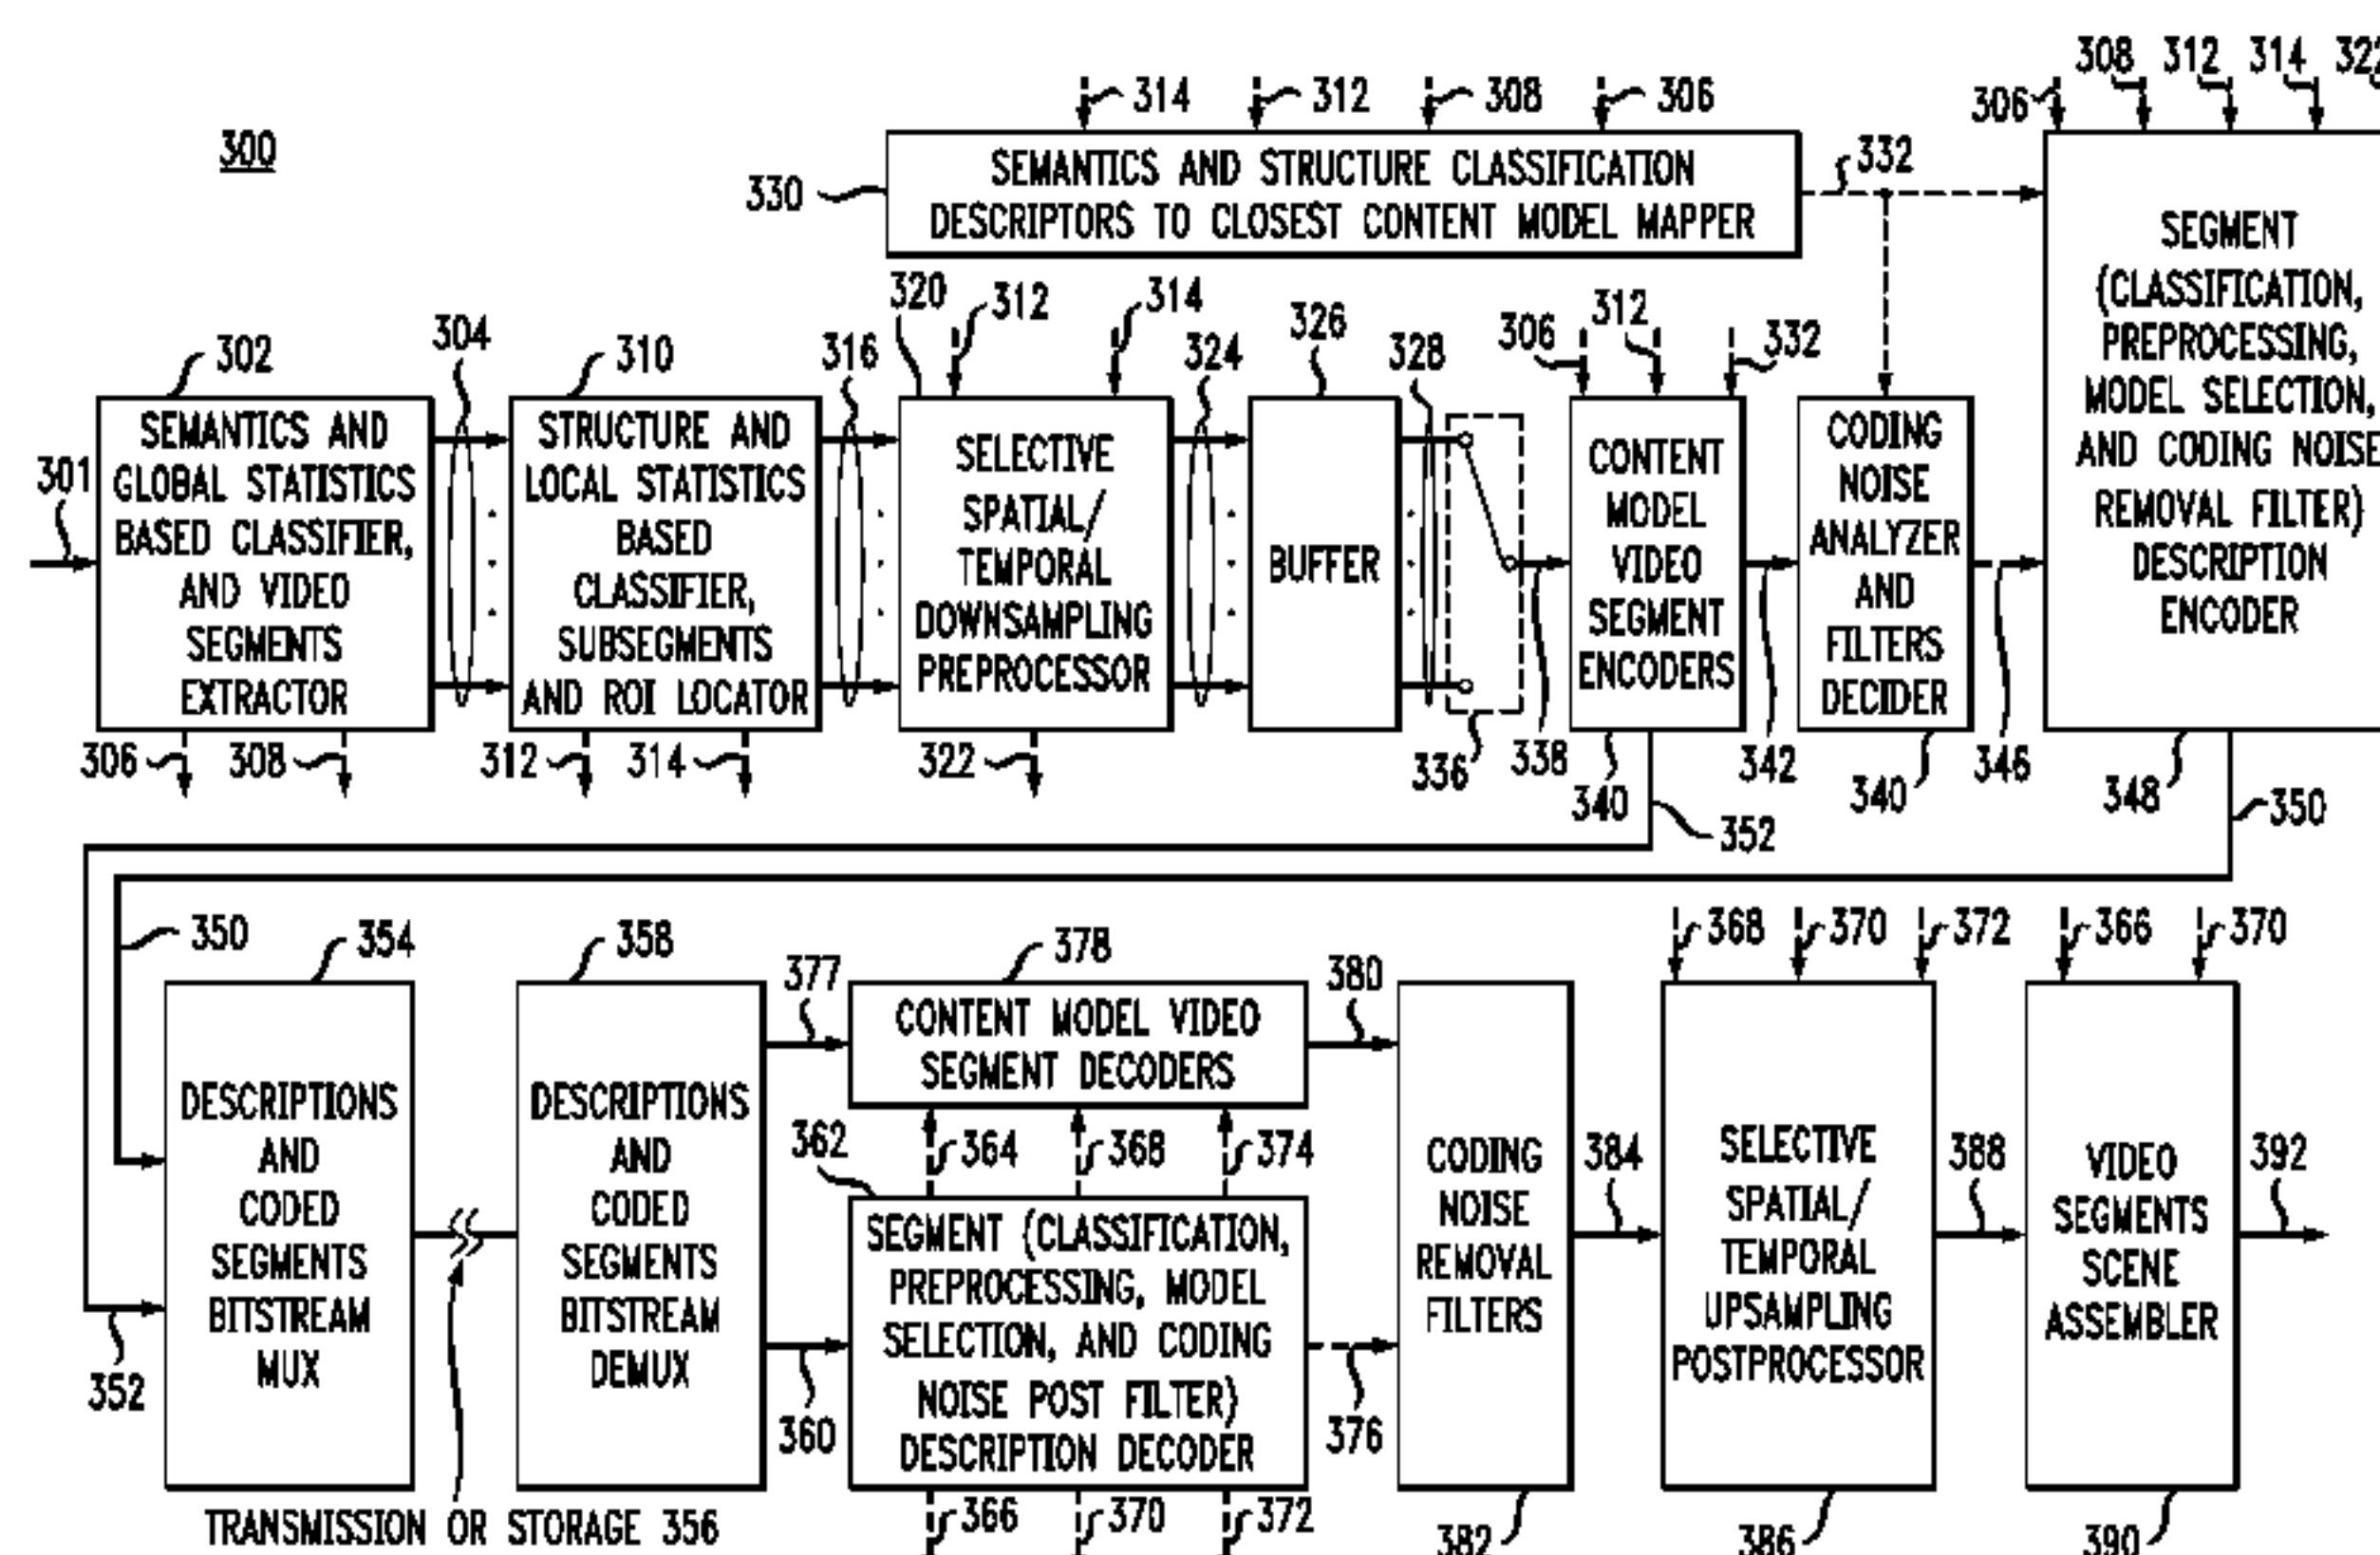 300
314
312
308
306
306
308
312
314
330
SEMANTICS AND STRUCTURE CLASSIFICATION
DESCRIPTORS TO CLOSEST CONTENT MODEL MAPPER
332
SEGMENT
(CLASSIFICATION,
PREPROCESSING,
MODEL SELECTION,
AND CODING NOISE
REMOVAL FILTER)
DESCRIPTION
ENCODER
301
302
SEMANTICS AND
GLOBAL STATISTICS
BASED CLASSIFIER,
AND VIDEO
SEGMENTS
EXTRACTOR
304
310
STRUCTURE AND
LOCAL STATISTICS
BASED
CLASSIFIER,
SUBSEGMENTS
AND ROI LOCATOR
316
320
312
314
SELECTIVE
SPATIAL/
TEMPORAL
DOWNSAMPLING
PREPROCESSOR
324
326
BUFFER
328
306
312
332
CONTENT
MODEL
VIDEO
SEGMENT
ENCODERS
CODING
NOISE
ANALYZER
AND
FILTERS
DECIDER
306
308
312
314
322
336
338
340
352
342
340
346
348
350
350
354
DESCRIPTIONS
AND
CODED
SEGMENTS
BITSTREAM
MUX
352
358
DESCRIPTIONS
AND
CODED
SEGMENTS
BITSTREAM
DEMUX
TRANSMISSION OR STORAGE 356
377
378
CONTENT MODEL VIDEO
SEGMENT DECODERS
380
362
364
368
374
SEGMENT (CLASSIFICATION,
PREPROCESSING, MODEL
SELECTION, AND CODING
NOISE POST FILTER)
DESCRIPTION DECODER
360
376
366
370
372
CODING
NOISE
REMOVAL
FILTERS
382
384
368
370
372
SELECTIVE
SPATIAL/
TEMPORAL
UPSAMPLING
POSTPROCESSOR
386
388
366
370
VIDEO
SEGMENTS
SCENE
ASSEMBLER
390
392